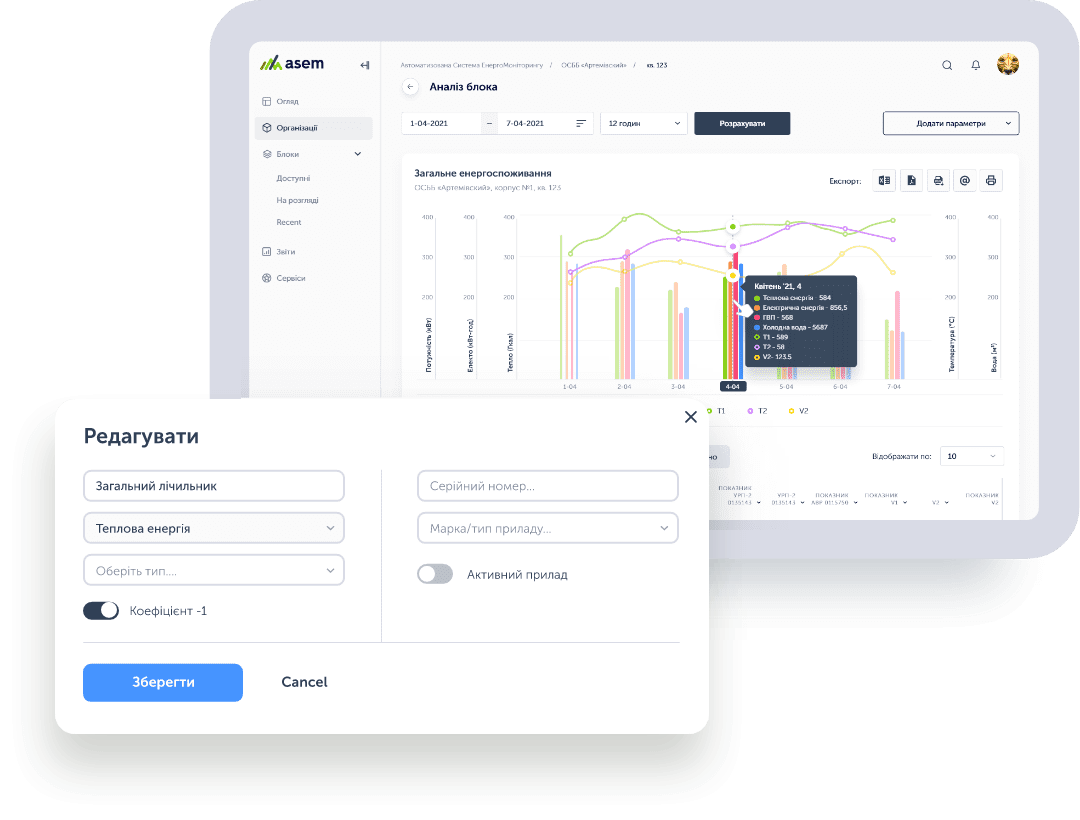 asem
Автоматизована Система ЕнергоМоніторингу / ОСББ «Артемівский» / кв. 123
Аналіз блока
Огляд
Організації
Блоки
Доступні
На розгляді
Recent
Звіти
Сервіси
1-04-2021 – 7-04-2021
12 годин
Розрахувати
Додати параметри
Загальне енергоспоживання
ОСББ «Артемівский», корпус №1, кв. 123
Експорт:
400 400 400 400 400
300 300 300 300 300
200 200 200 200 200
Потужність (кВт)
Електо (кВт-год)
Тепло (Гкал)
Температура (°C)
Вода (м³)
Квітень '21, 4
Теплова енергія - 584
Електрична енергія - 856,5
ГВП - 568
Холодна вода - 5687
T1 - 589
T2 - 58
V2- 123.5
1-04 2-04 3-04 4-04 5-04 6-04 7-04
T1 T2 V2
но
Відображати по: 10
ПОКАЗНИК УРП-2 0135143
УРП-2 0135143
ПОКАЗНИК АВР 0115750
ПОКАЗНИК V1
V2
ПОКАЗНИК V2
Редагувати
Загальний лічильник
Теплова енергія
Оберіть тип....
Коефіцієнт -1
Серійний номер...
Марка/тип приладу...
Активний прилад
Зберегти
Cancel